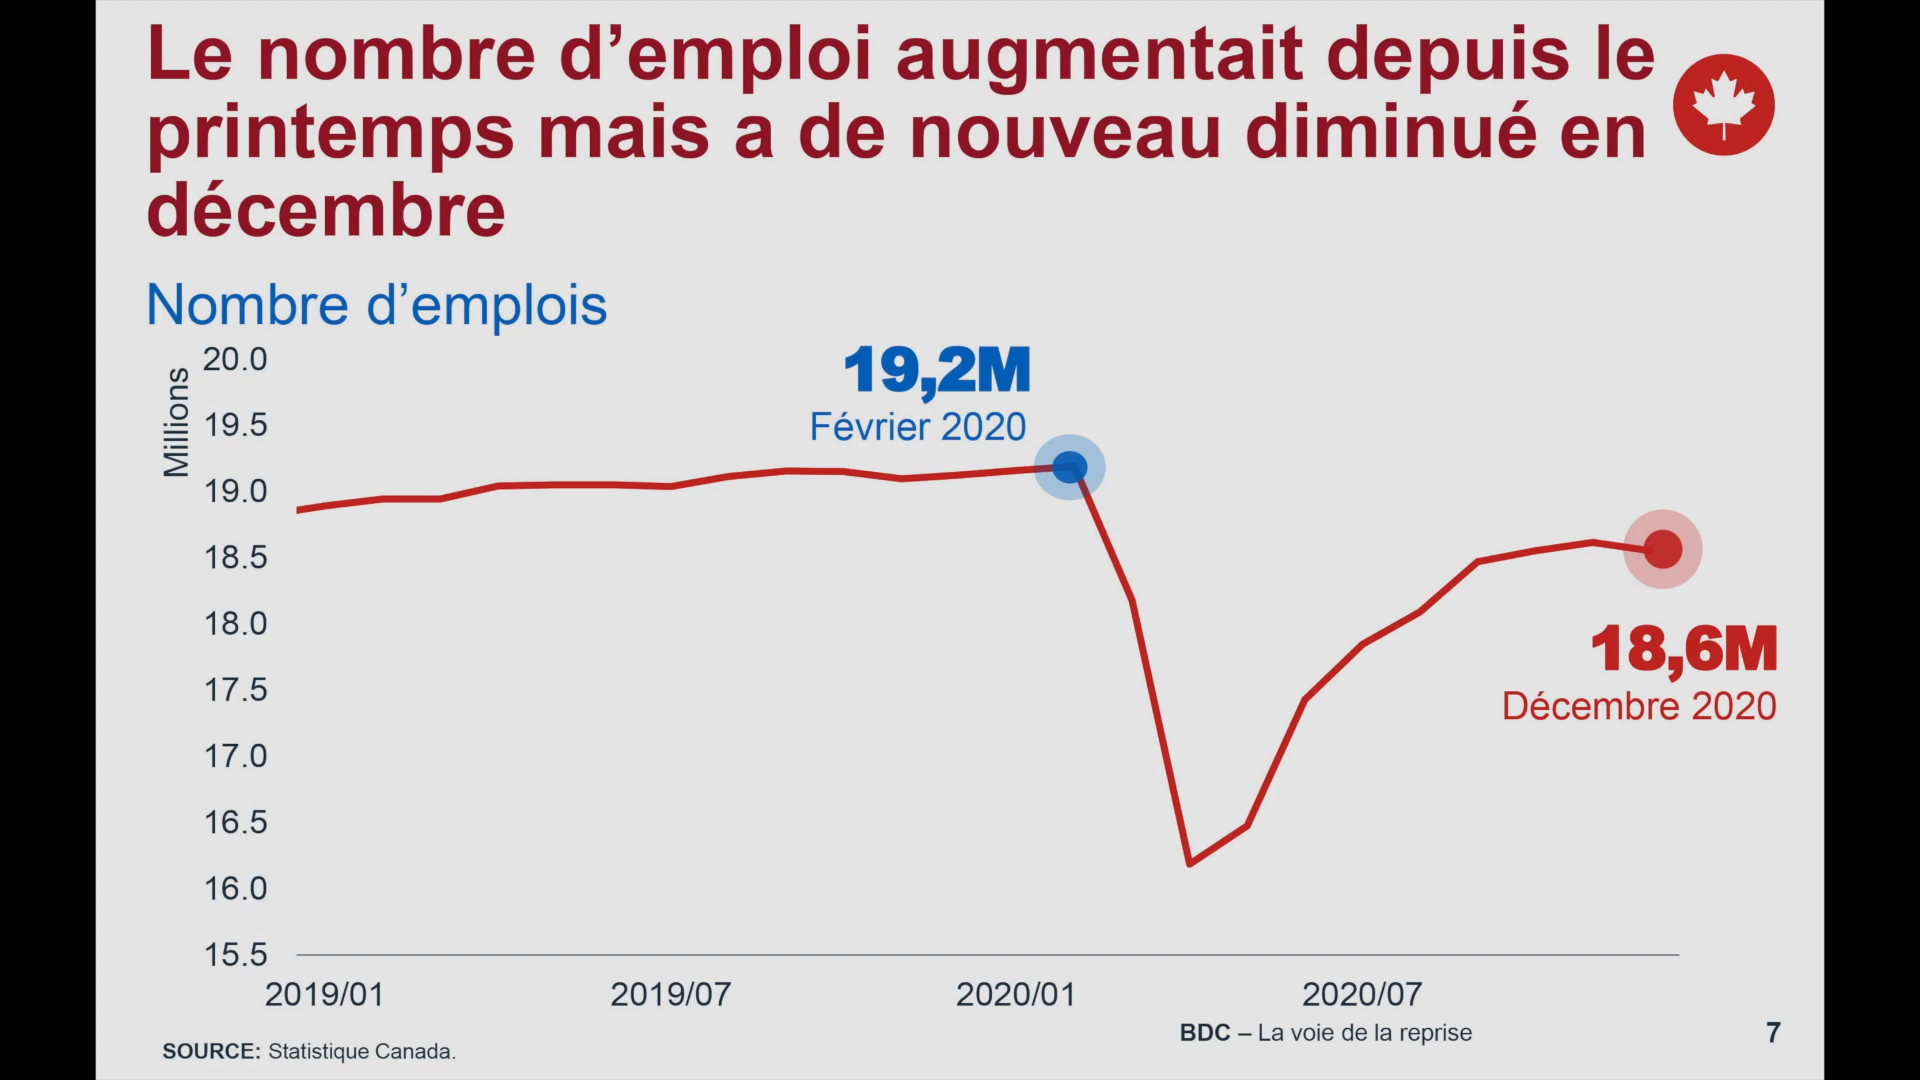 Le nombre d’emploi augmentait depuis le
printemps mais a de nouveau diminué en
décembre
Nombre d’emplois
Millions
20.0
19.5
19.0
18.5
18.0
17.5
17.0
16.5
16.0
15.5
19,2M
Février 2020
18,6M
Décembre 2020
2019/01
2019/07
2020/01
2020/07
BDC – La voie de la reprise
7
SOURCE: Statistique Canada.